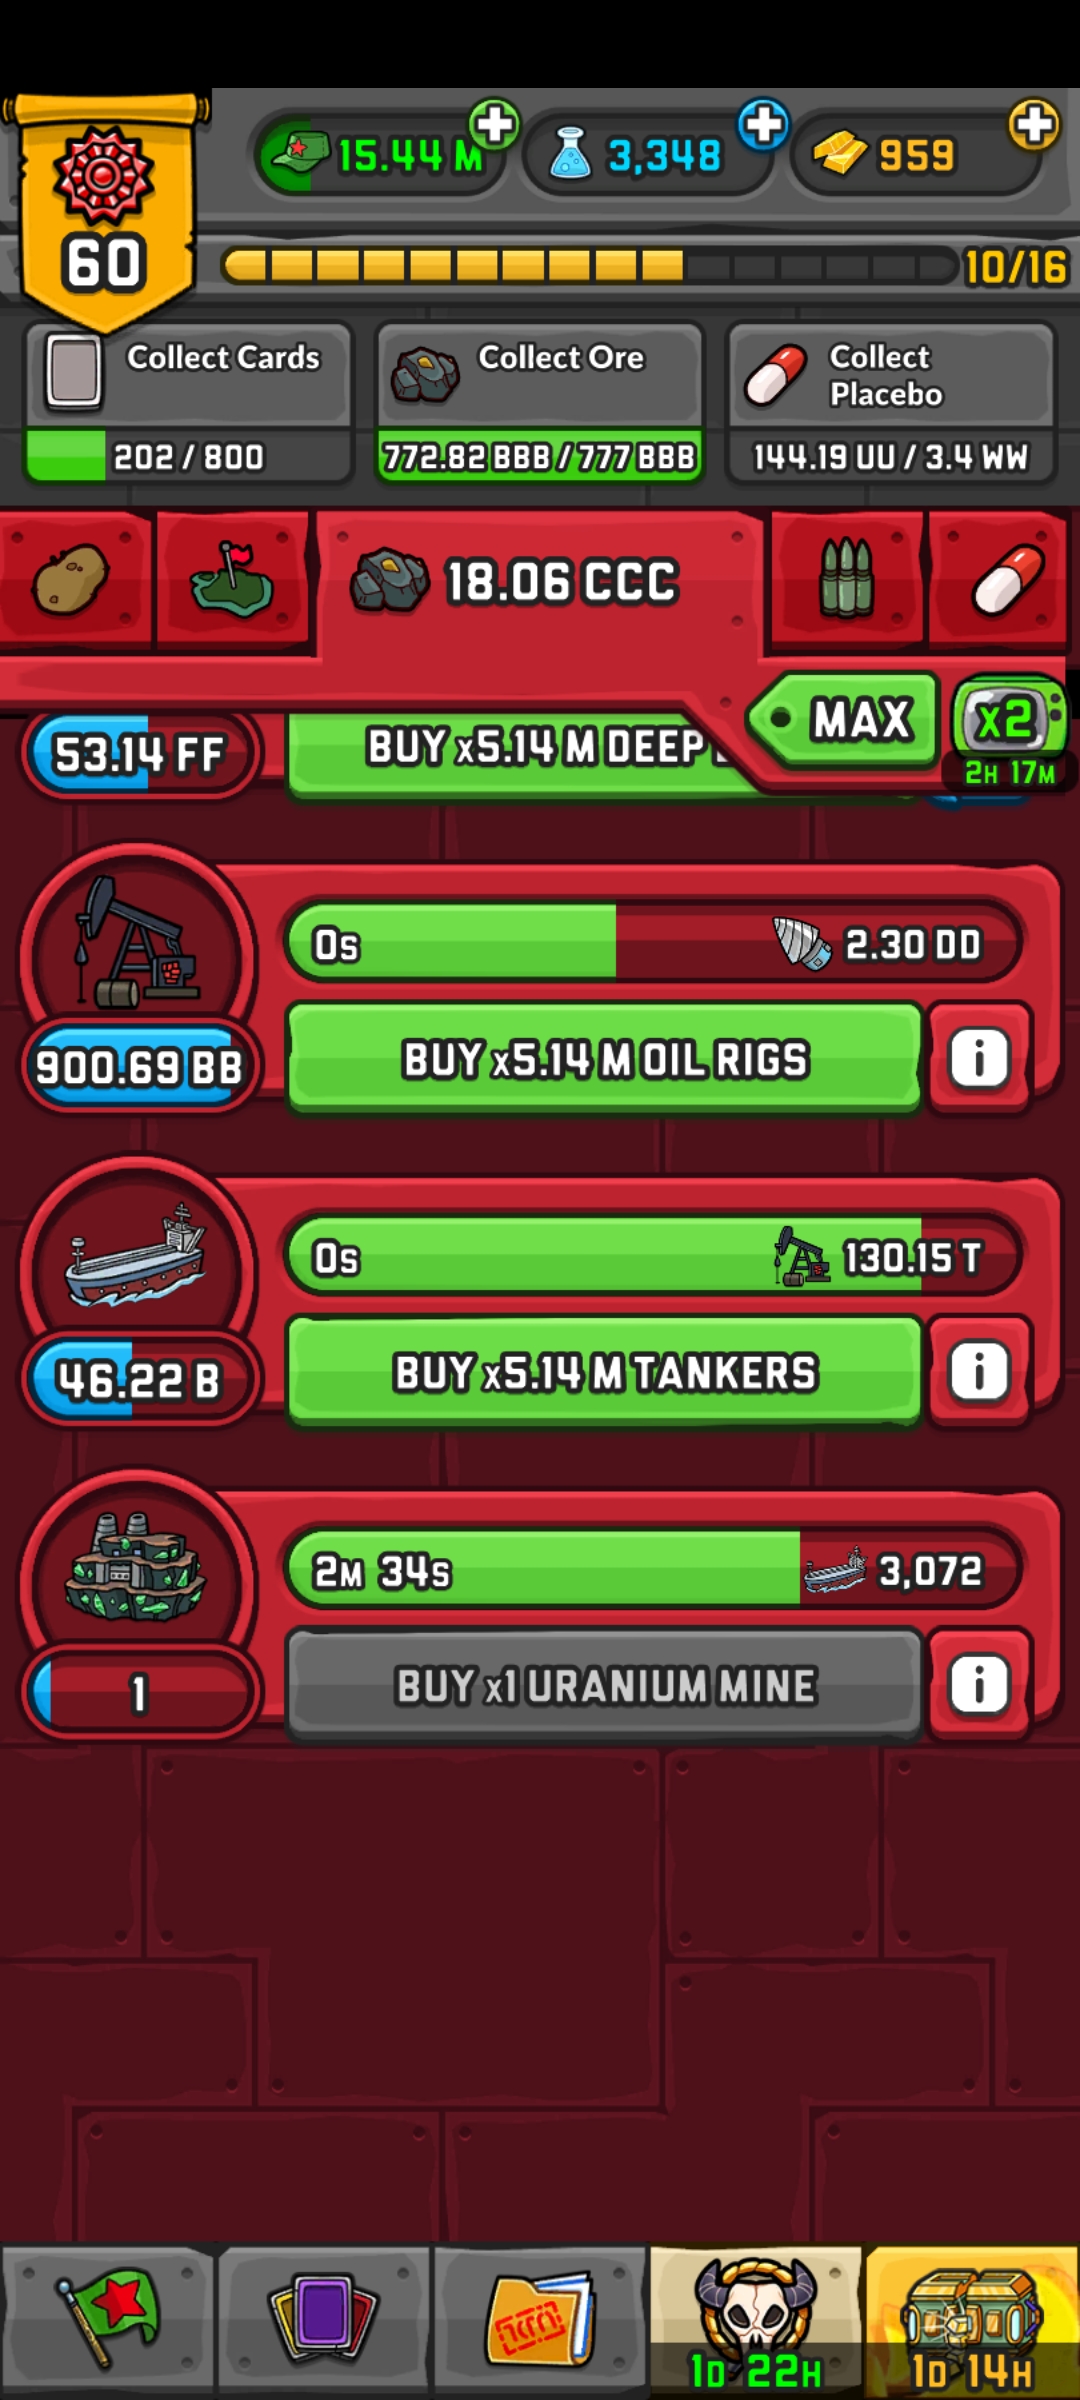 60
15.44 M
3,348
959
10/16
Collect Cards
202 / 800
Collect Ore
772.82 BBB / 777 BBB
Collect
Placebo
144.19 UU / 3.4 WW
18.06 CCC
MAX
x2
2H 17M
53.14 FF
BUY x5.14 M DEEP
0s
2.30 DD
900.69 BB
BUY x5.14 M OIL RIGS
i
0s
130.15 T
46.22 B
BUY x5.14 M TANKERS
i
2M 34s
3,072
1
BUY x1 URANIUM MINE
i
1D 22H
1D 14H